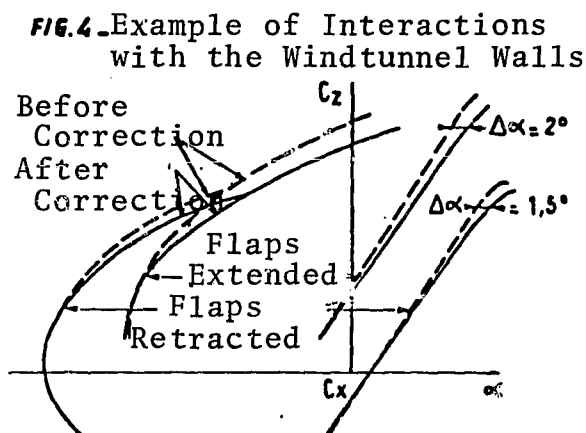 FIG.4_Example of Interactions
with the Windtunnel Walls
Before
Correction
After
Correction
Cz
Δα = 2°
Δα = 1,5°
Flaps
Extended
Flaps
Retracted
Cx
α